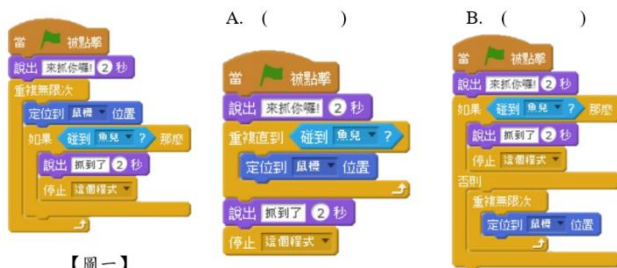 當 被點擊
說出 來抓你囉! 2 秒
重複無限次
定位到 鼠標 位置
如果 碰到 魚兒 ? 那麼
說出 抓到了 2 秒
停止 這個程式
【圖一】
A. ( )
當 被點擊
說出 來抓你囉! 2 秒
重複直到 碰到 魚兒 ?
定位到 鼠標 位置
說出 抓到了 2 秒
停止 這個程式
B. ( )
當 被點擊
說出 來抓你囉! 2 秒
如果 碰到 魚兒 ? 那麼
說出 抓到了 2 秒
停止 這個程式
否則
重複無限次
定位到 鼠標 位置